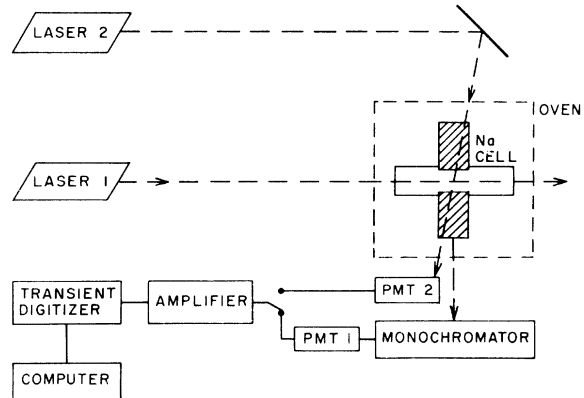 LASER 2
OVEN
Na
CELL
LASER 1
PMT 2
TRANSIENT
DIGITIZER
AMPLIFIER
PMT 1
MONOCHROMATOR
COMPUTER